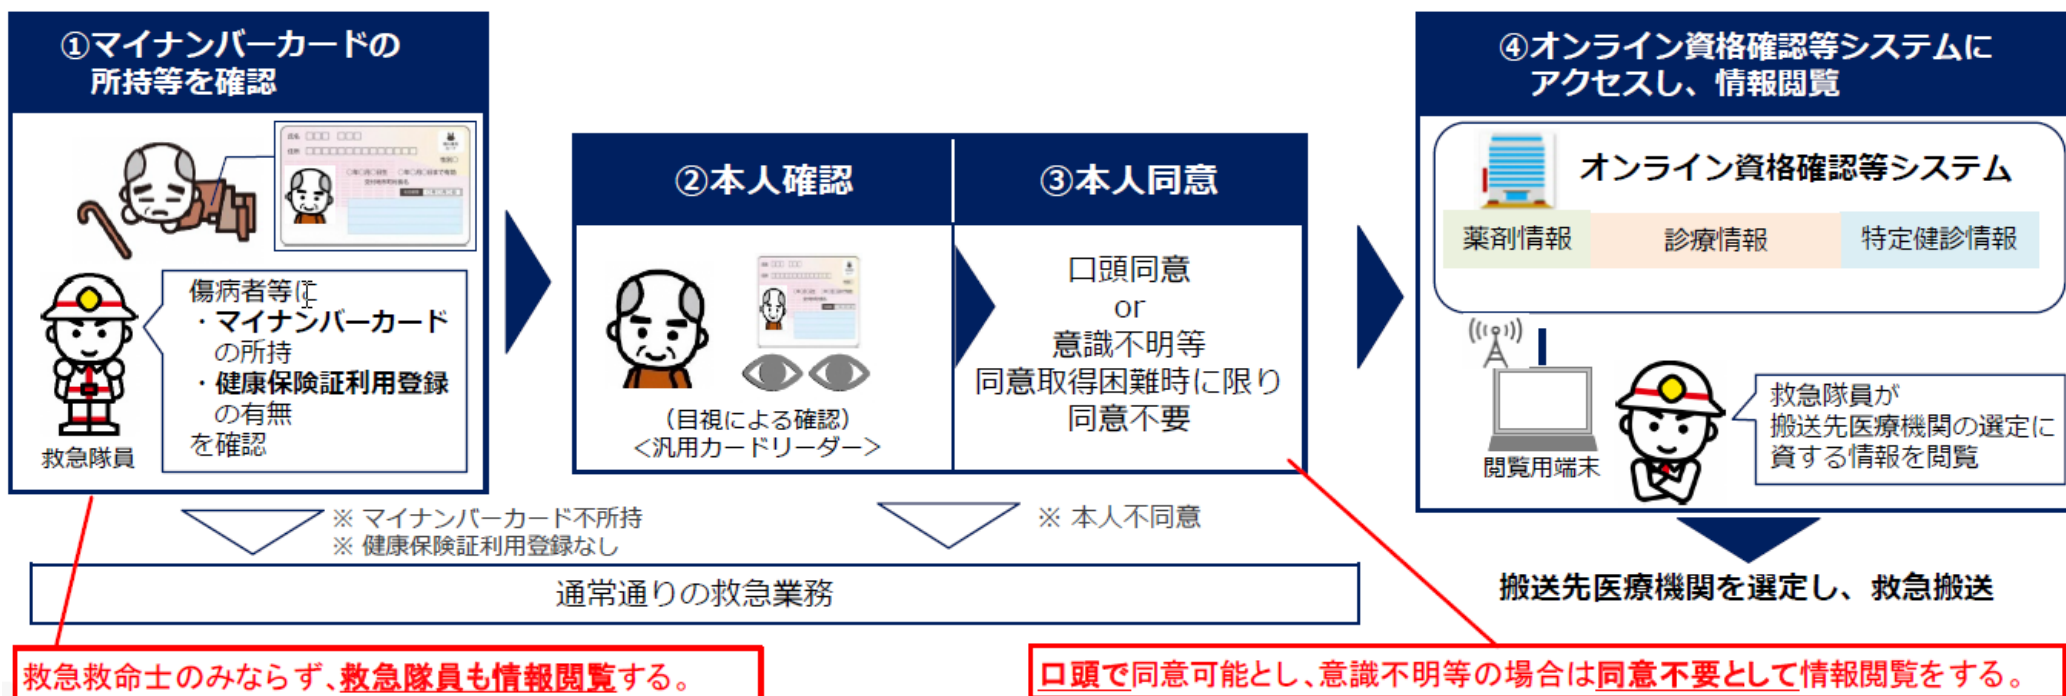 ①マイナンバーカードの
所持等を確認
氏名 □□□ □□□
住所 □□□□□□□□□□□□□□
傷病者等に
・マイナンバーカード
の所持
・健康保険証利用登録
の有無
を確認
救急隊員
②本人確認
(目視による確認)
<汎用カードリーダー>
③本人同意
口頭同意
or
意識不明等
同意取得困難時に限り
同意不要
④オンライン資格確認等システムに
アクセスし、情報閲覧
オンライン資格確認等システム
薬剤情報 診療情報 特定健診情報
救急隊員が
搬送先医療機関の選定に
資する情報を閲覧
閲覧用端末
※ マイナンバーカード不所持
※ 健康保険証利用登録なし
※ 本人不同意
通常通りの救急業務
搬送先医療機関を選定し、救急搬送
救急救命士のみならず、救急隊員も情報閲覧する。
口頭で同意可能とし、意識不明等の場合は同意不要として情報閲覧をする。